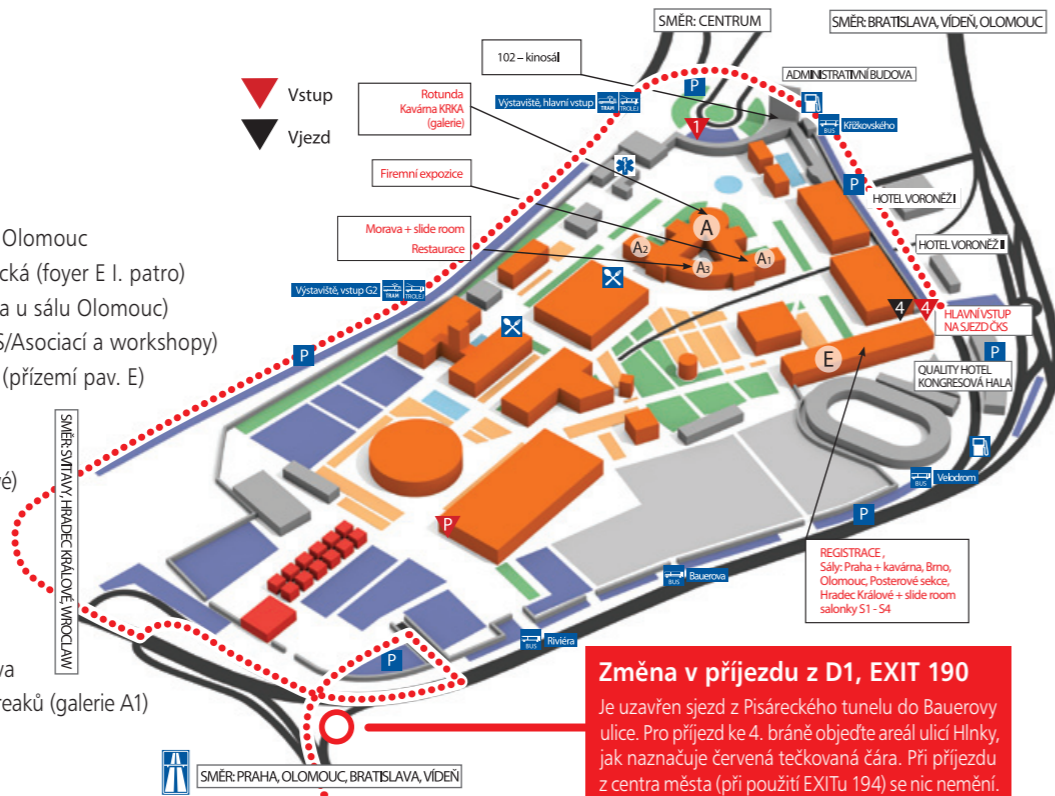 SMĚR: CENTRUM
SMĚR: BRATISLAVA, VÍDEŇ, OLOMOUC
102 – kinosál
ADMINISTRATIVNÍ BUDOVA
P
Vstup
Vjezd
Rotunda
Kavárna KRKA
(galerie)
Výstaviště, hlavní vstup
TRAM
TROLEJ
1
BUS
Křížkovského
Firemní expozice
P
HOTEL VORONĚŽ I
Morava + slide room
Restaurace
A
A2
A3
A1
HOTEL VORONĚŽ II
Výstaviště, vstup G2
TRAM
TROLEJ
4
4
HLAVNÍ VSTUP
NA SJEZD ČKS
P
P
E
QUALITY HOTEL
KONGRESOVÁ HALA
Olomouc
cká (foyer E I. patro)
a u sálu Olomouc)
S/Asociací a workshopy)
(přízemí pav. E)
vé)
va
reaků (galerie A1)
SMĚR: SVITAVY, HRADEC KRÁLOVÉ, WROCLAW
BUS
Velodrom
P
P
REGISTRACE ,
Sály: Praha + kavárna, Brno,
Olomouc, Posterové sekce,
Hradec Králové + slide room
salonky S1 - S4
BUS
Bauerova
BUS
Riviéra
P
Změna v příjezdu z D1, EXIT 190
Je uzavřen sjezd z Pisáreckého tunelu do Bauerovy
ulice. Pro příjezd ke 4. bráně objeďte areál ulicí Hlnky,
jak naznačuje červená tečkovaná čára. Při příjezdu
z centra města (při použití EXITu 194) se nic nemění.
SMĚR: PRAHA, OLOMOUC, BRATISLAVA, VÍDEŇ